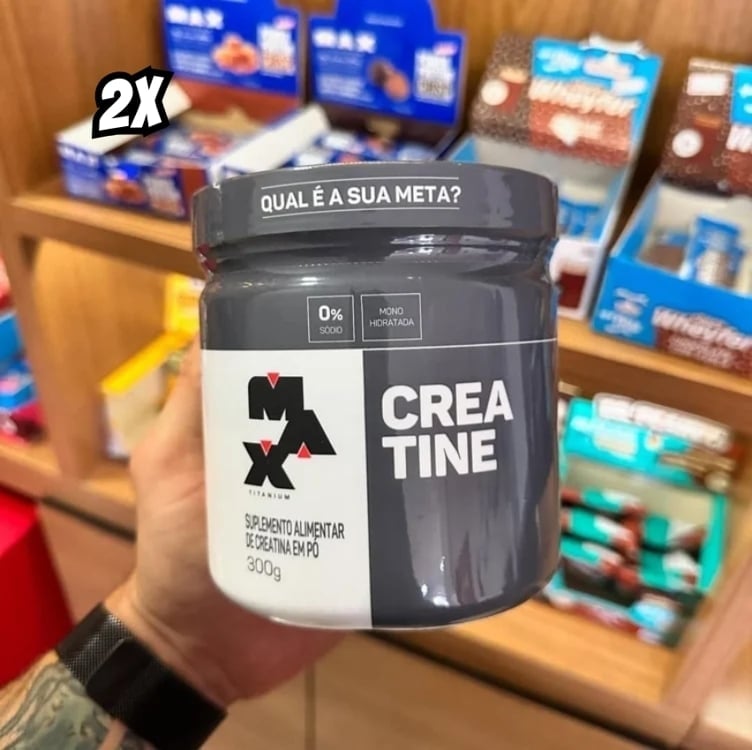 2X
QUAL É A SUA META?
0%
SÓDIO
MONO
HIDRATADA
MAX
TITANIUM
CREA
TINE
SUPLEMENTO ALIMENTAR
DE CREATINA EM PÓ
300g